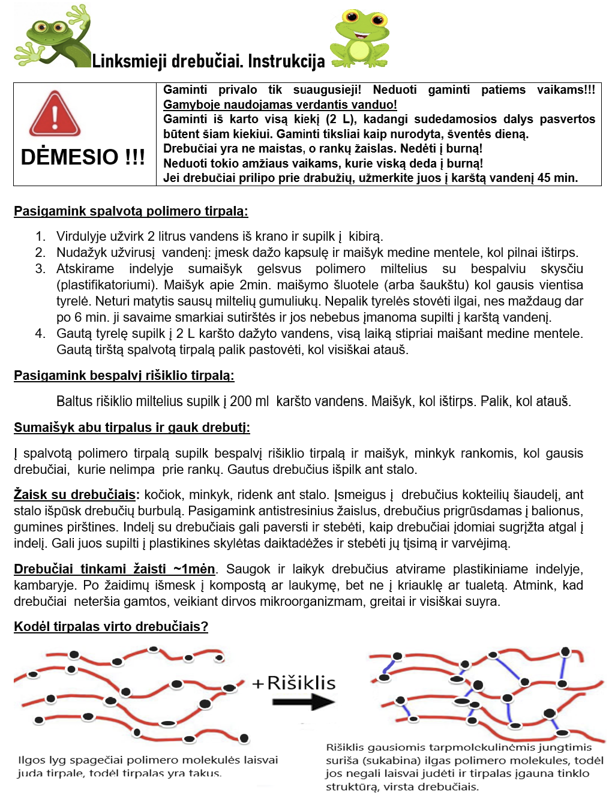 Linksmieji drebučiai. Instrukcija
DĖMESIO !!!
Gaminti privalo tik suaugusieji! Neduoti gaminti patiems vaikams!!!
Gamyboje naudojamas verdantis vanduo!
Gaminti iš karto visą kiekį (2 L), kadangi sudedamosios dalys pasvertos
būtent šiam kiekiui. Gaminti tiksliai kaip nurodyta, šventės dieną.
Drebučiai yra ne maistas, o rankų žaislas. Nedėti į burną!
Neduoti tokio amžiaus vaikams, kurie viską deda į burną!
Jei drebučiai prilipo prie drabužių, užmerkite juos į karštą vandenį 45 min.
Pasigamink spalvotą polimero tirpalą:
1. Virdulyje užvirk 2 litrus vandens iš krano ir supilk į kibirą.
2. Nudažyk užvirusį vandenį: įmesk dažo kapsulę ir maišyk medine mentele, kol pilnai ištirps.
3. Atskirame indelyje sumaišyk gelsvus polimero miltelius su bespalviu skysčiu
(plastifikatoriumi). Maišyk apie 2min. maišymo šluotele (arba šaukštu) kol gausis vientisa
tyrelė. Neturi matytis sausų miltelių gumuliukų. Nepalik tyrelės stovėti ilgai, nes maždaug dar
po 6 min. ji savaime smarkiai sutirštės ir jos nebebus įmanoma supilti į karštą vandenį.
4. Gautą tyrelę supilk į 2 L karšto dažyto vandens, visą laiką stipriai maišant medine mentele.
Gautą tirštą spalvotą tirpalą palik pastovėti, kol visiškai atauš.
Pasigamink bespalvį rišiklio tirpalą:
Baltus rišiklio miltelius supilk į 200 ml karšto vandens. Maišyk, kol ištirps. Palik, kol atauš.
Sumaišyk abu tirpalus ir gauk drebutį:
Į spalvotą polimero tirpalą supilk bespalvį rišiklio tirpalą ir maišyk, minkyk rankomis, kol gausis
drebučiai, kurie nelimpa prie rankų. Gautus drebučius išpilk ant stalo.
Žaisk su drebučiais: kočiok, minkyk, ridenk ant stalo. Įsmeigus į drebučius kokteilių šiaudelį, ant
stalo išpūsk drebučių burbulą. Pasigamink antistresinius žaislus, drebučius prigrūsdamas į balionus,
gumines pirštines. Indelį su drebučiais gali paversti ir stebėti, kaip drebučiai įdomiai sugrįžta atgal į
indelį. Gali juos supilti į plastikines skylėtas daiktadėžes ir stebėti jų tįsimą ir varvėjimą.
Drebučiai tinkami žaisti ~1mėn. Saugok ir laikyk drebučius atvirame plastikiniame indelyje,
kambaryje. Po žaidimų išmesk į kompostą ar laukymę, bet ne į kriauklę ar tualetą. Atmink, kad
drebučiai neteršia gamtos, veikiant dirvos mikroorganizmam, greitai ir visiškai suyra.
Kodėl tirpalas virto drebučiais?
+Rišiklis
Ilgos lyg spagečiai polimero molekulės laisvai
juda tirpale, todėl tirpalas yra takus.
Rišiklis gausiomis tarpmolekulinėmis jungtimis
suriša (sukabina) ilgas polimero molekules, todėl
jos negali laisvai judėti ir tirpalas įgauna tinklo
struktūrą, virsta drebučiais.